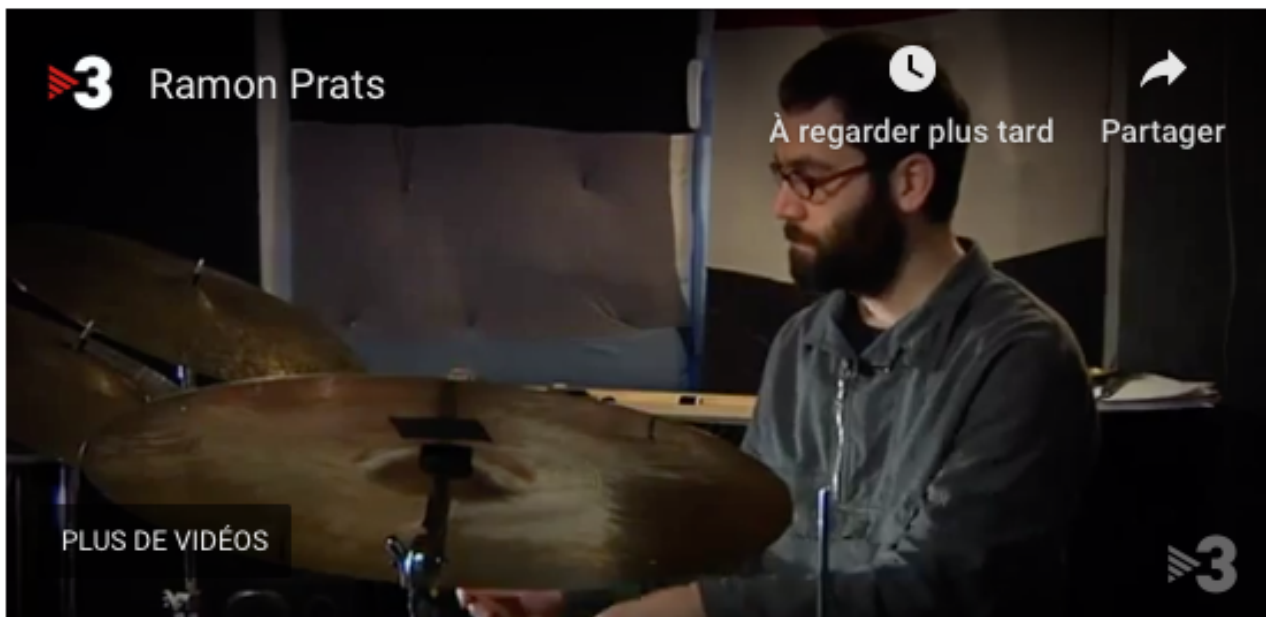 3 Ramon Prats
À regarder plus tard
Partager
PLUS DE VIDÉOS
3